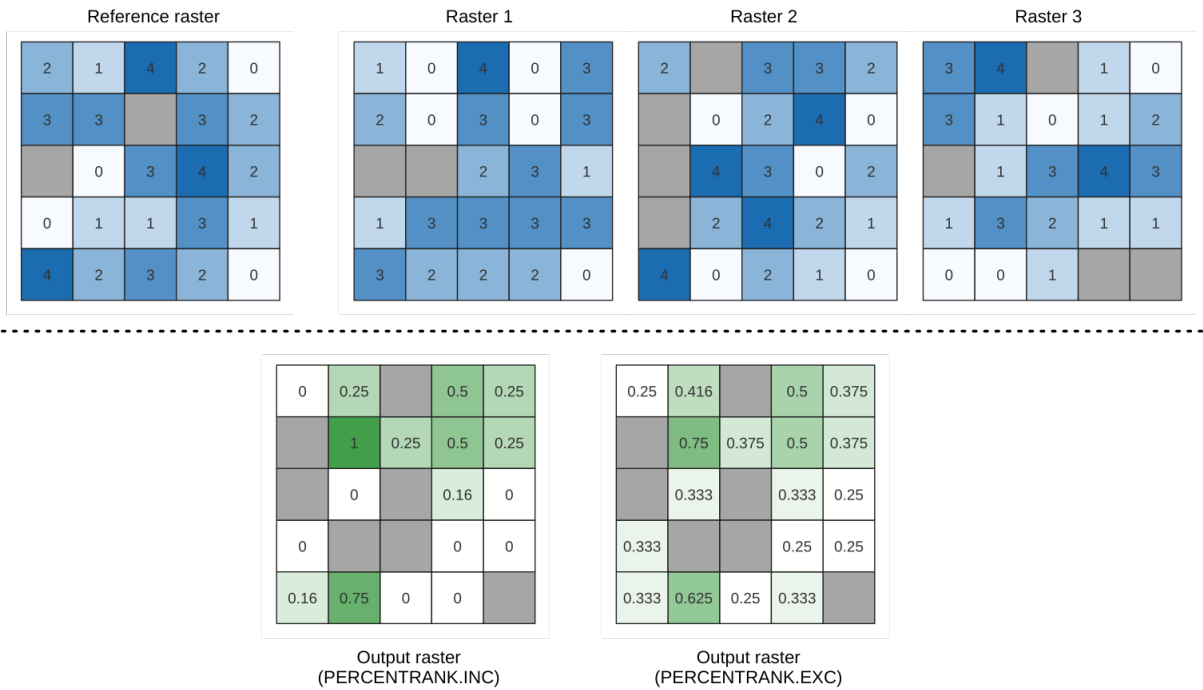 Reference raster Raster 1 Raster 2 Raster 3
2 1 4 2 0 1 0 4 0 3 2 3 3 2 3 4 1 0
3 3 3 2 2 0 3 0 3 0 2 4 0 3 1 0 1 2
0 3 4 2 2 3 1 4 3 0 2 1 3 4 3
0 1 1 3 1 1 3 3 3 3 2 4 2 1 1 3 2 1 1
4 2 3 2 0 3 2 2 2 0 4 0 2 1 0 0 0 1
0 0.25 0.5 0.25 0.25 0.416 0.5 0.375
1 0.25 0.5 0.25 0.75 0.375 0.5 0.375
0 0.16 0 0.333 0.333 0.25
0 0 0 0.333 0.25 0.25
0.16 0.75 0 0 0.333 0.625 0.25 0.333
Output raster Output raster
(PERCENTRANK.INC) (PERCENTRANK.EXC)